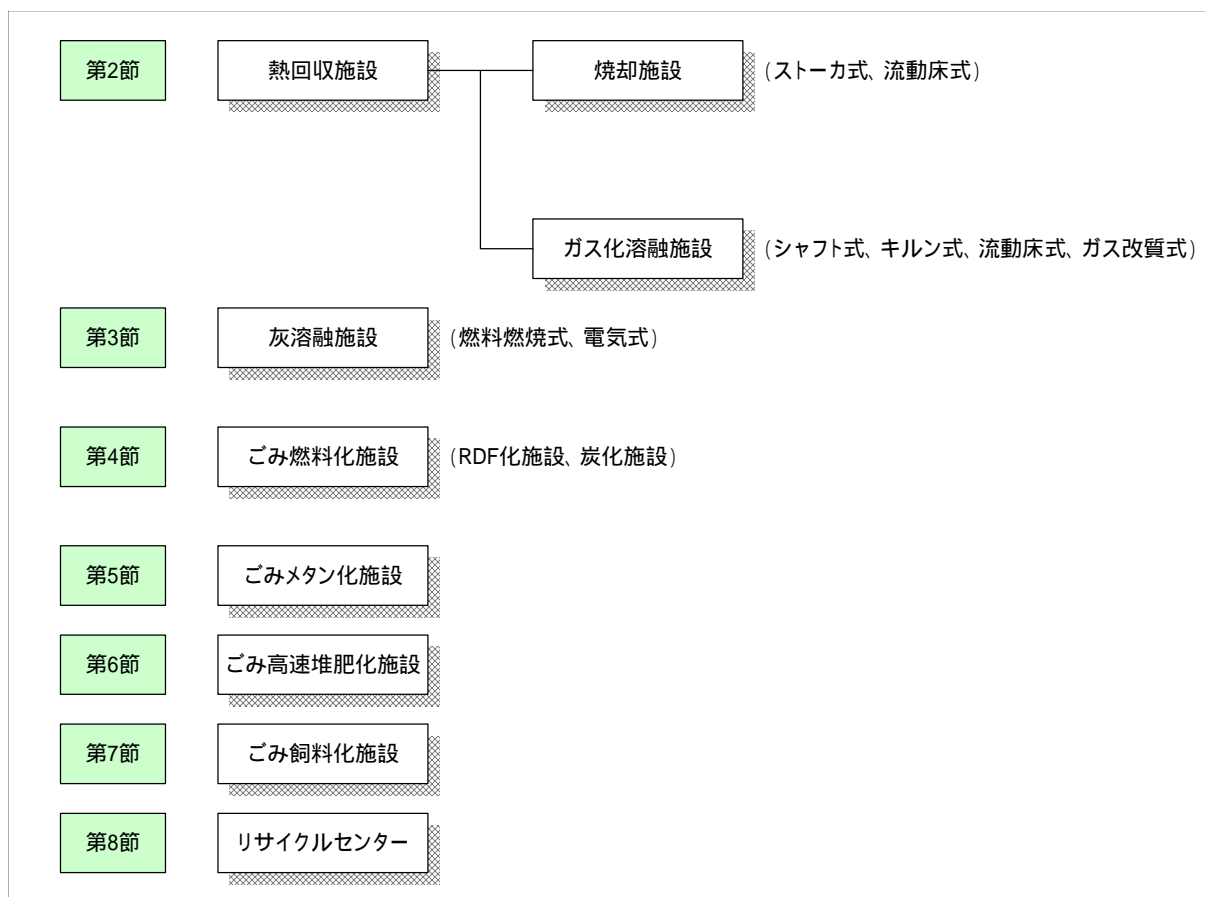 第2節 熱回収施設 焼却施設 (ストーカ式、流動床式)
ガス化溶融施設 (シャフト式、キルン式、流動床式、ガス改質式)
第3節 灰溶融施設 (燃料燃焼式、電気式)
第4節 ごみ燃料化施設 (RDF化施設、炭化施設)
第5節 ごみメタン化施設
第6節 ごみ高速堆肥化施設
第7節 ごみ飼料化施設
第8節 リサイクルセンター